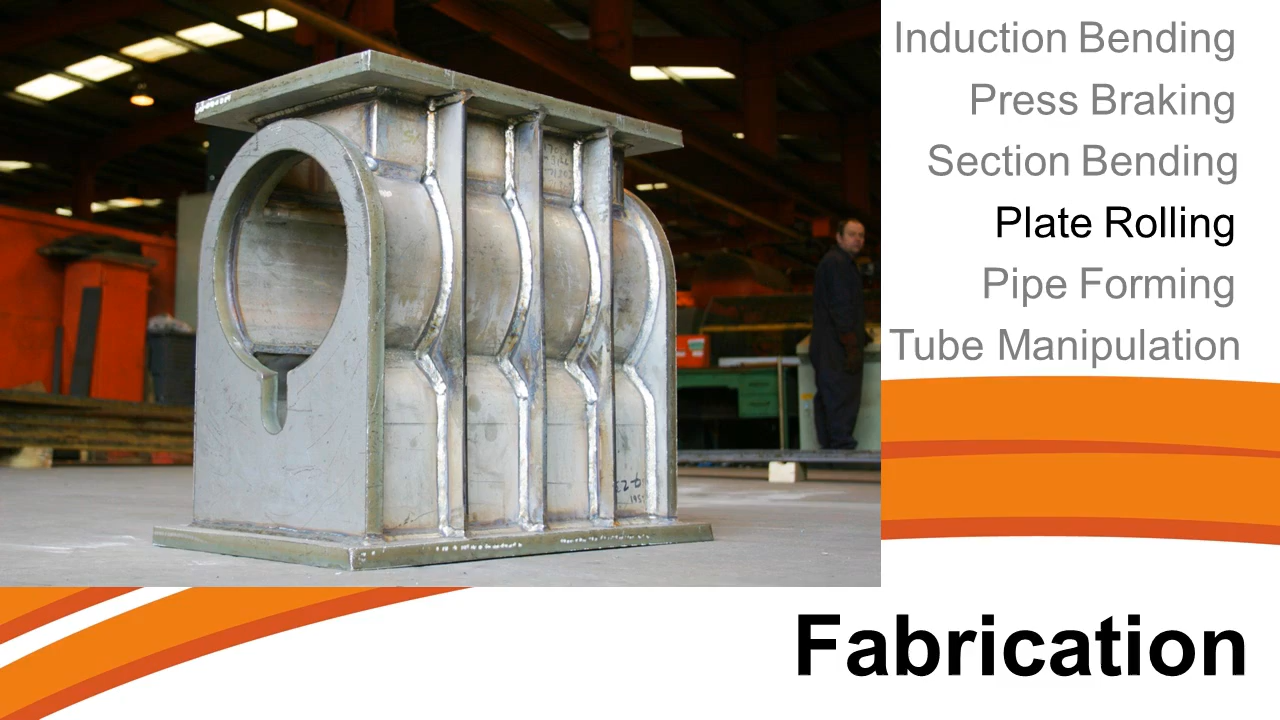 Induction Bending
Press Braking
Section Bending
Plate Rolling
Pipe Forming
Tube Manipulation
Fabrication